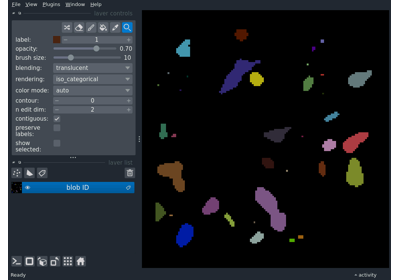 File View Plugins Window Help
layer controls
label: 1
opacity: 0.70
brush size: 10
blending: translucent
rendering: iso_categorical
color mode: auto
contour: 0
n edit dim: 2
contiguous:
preserve
labels:
show
selected:
layer list
blob ID
Ready
activity